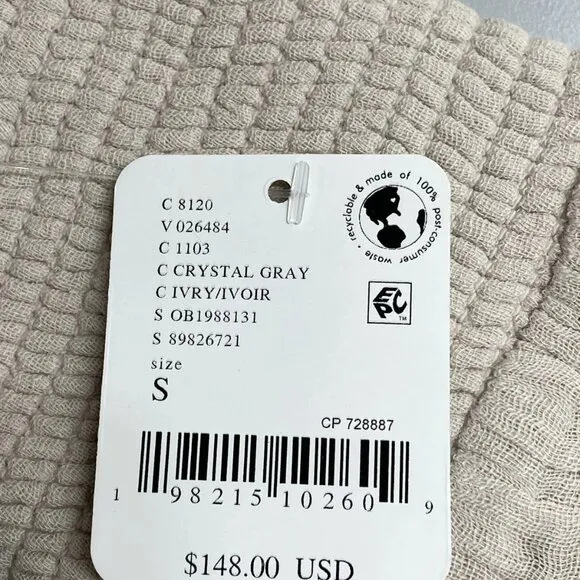 C 8120
V 026484
C 1103
C CRYSTAL GRAY
C IVRY/IVOIR
S OB1988131
S 89826721
size
S
recyclable & made of 100% post-consumer waste •
EPC™
CP 728887
1 98215 10260 9
$148.00 USD